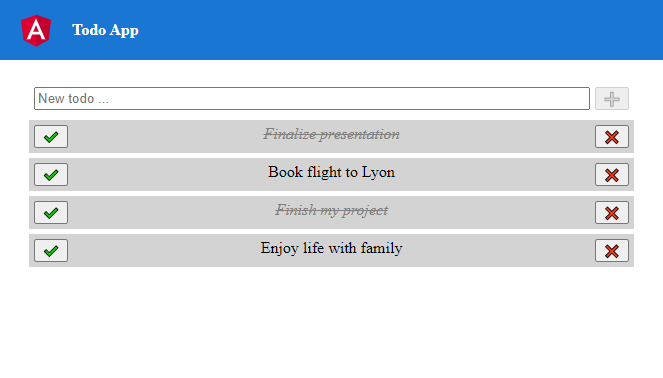 Todo App
New todo ...
Finalize presentation
Book flight to Lyon
Finish my project
Enjoy life with family